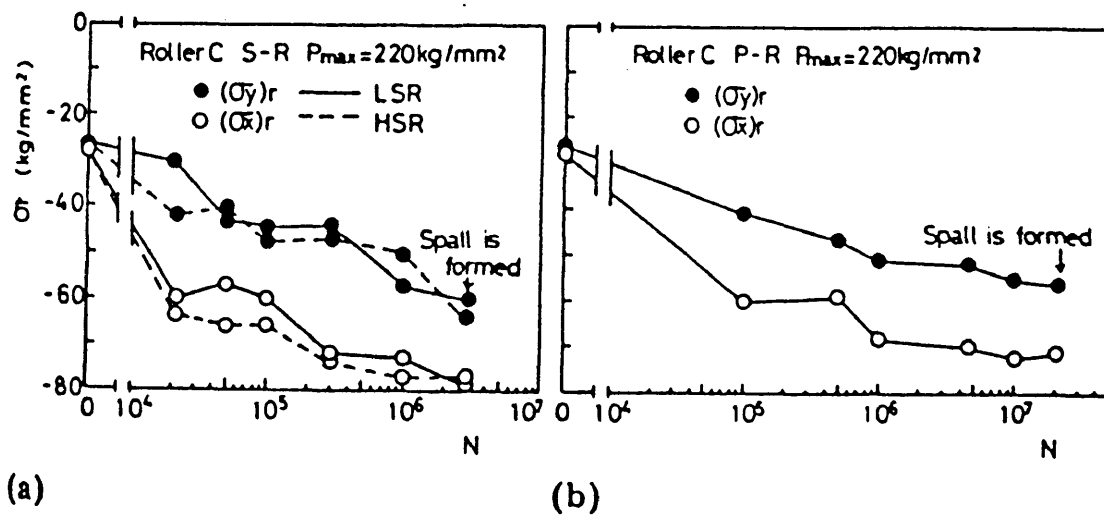 Roller C S-R Pmax=220kg/mm²
● (σy)r —— LSR
○ (σx)r --- HSR
Spall is
formed
σr (kg/mm²)
0
-20
-40
-60
-80
0 10⁴ 10⁵ 10⁶ 10⁷
N
(a)
Roller C P-R Pmax=220kg/mm²
● (σy)r
○ (σx)r
Spall is formed
0 10⁴ 10⁵ 10⁶ 10⁷
N
(b)